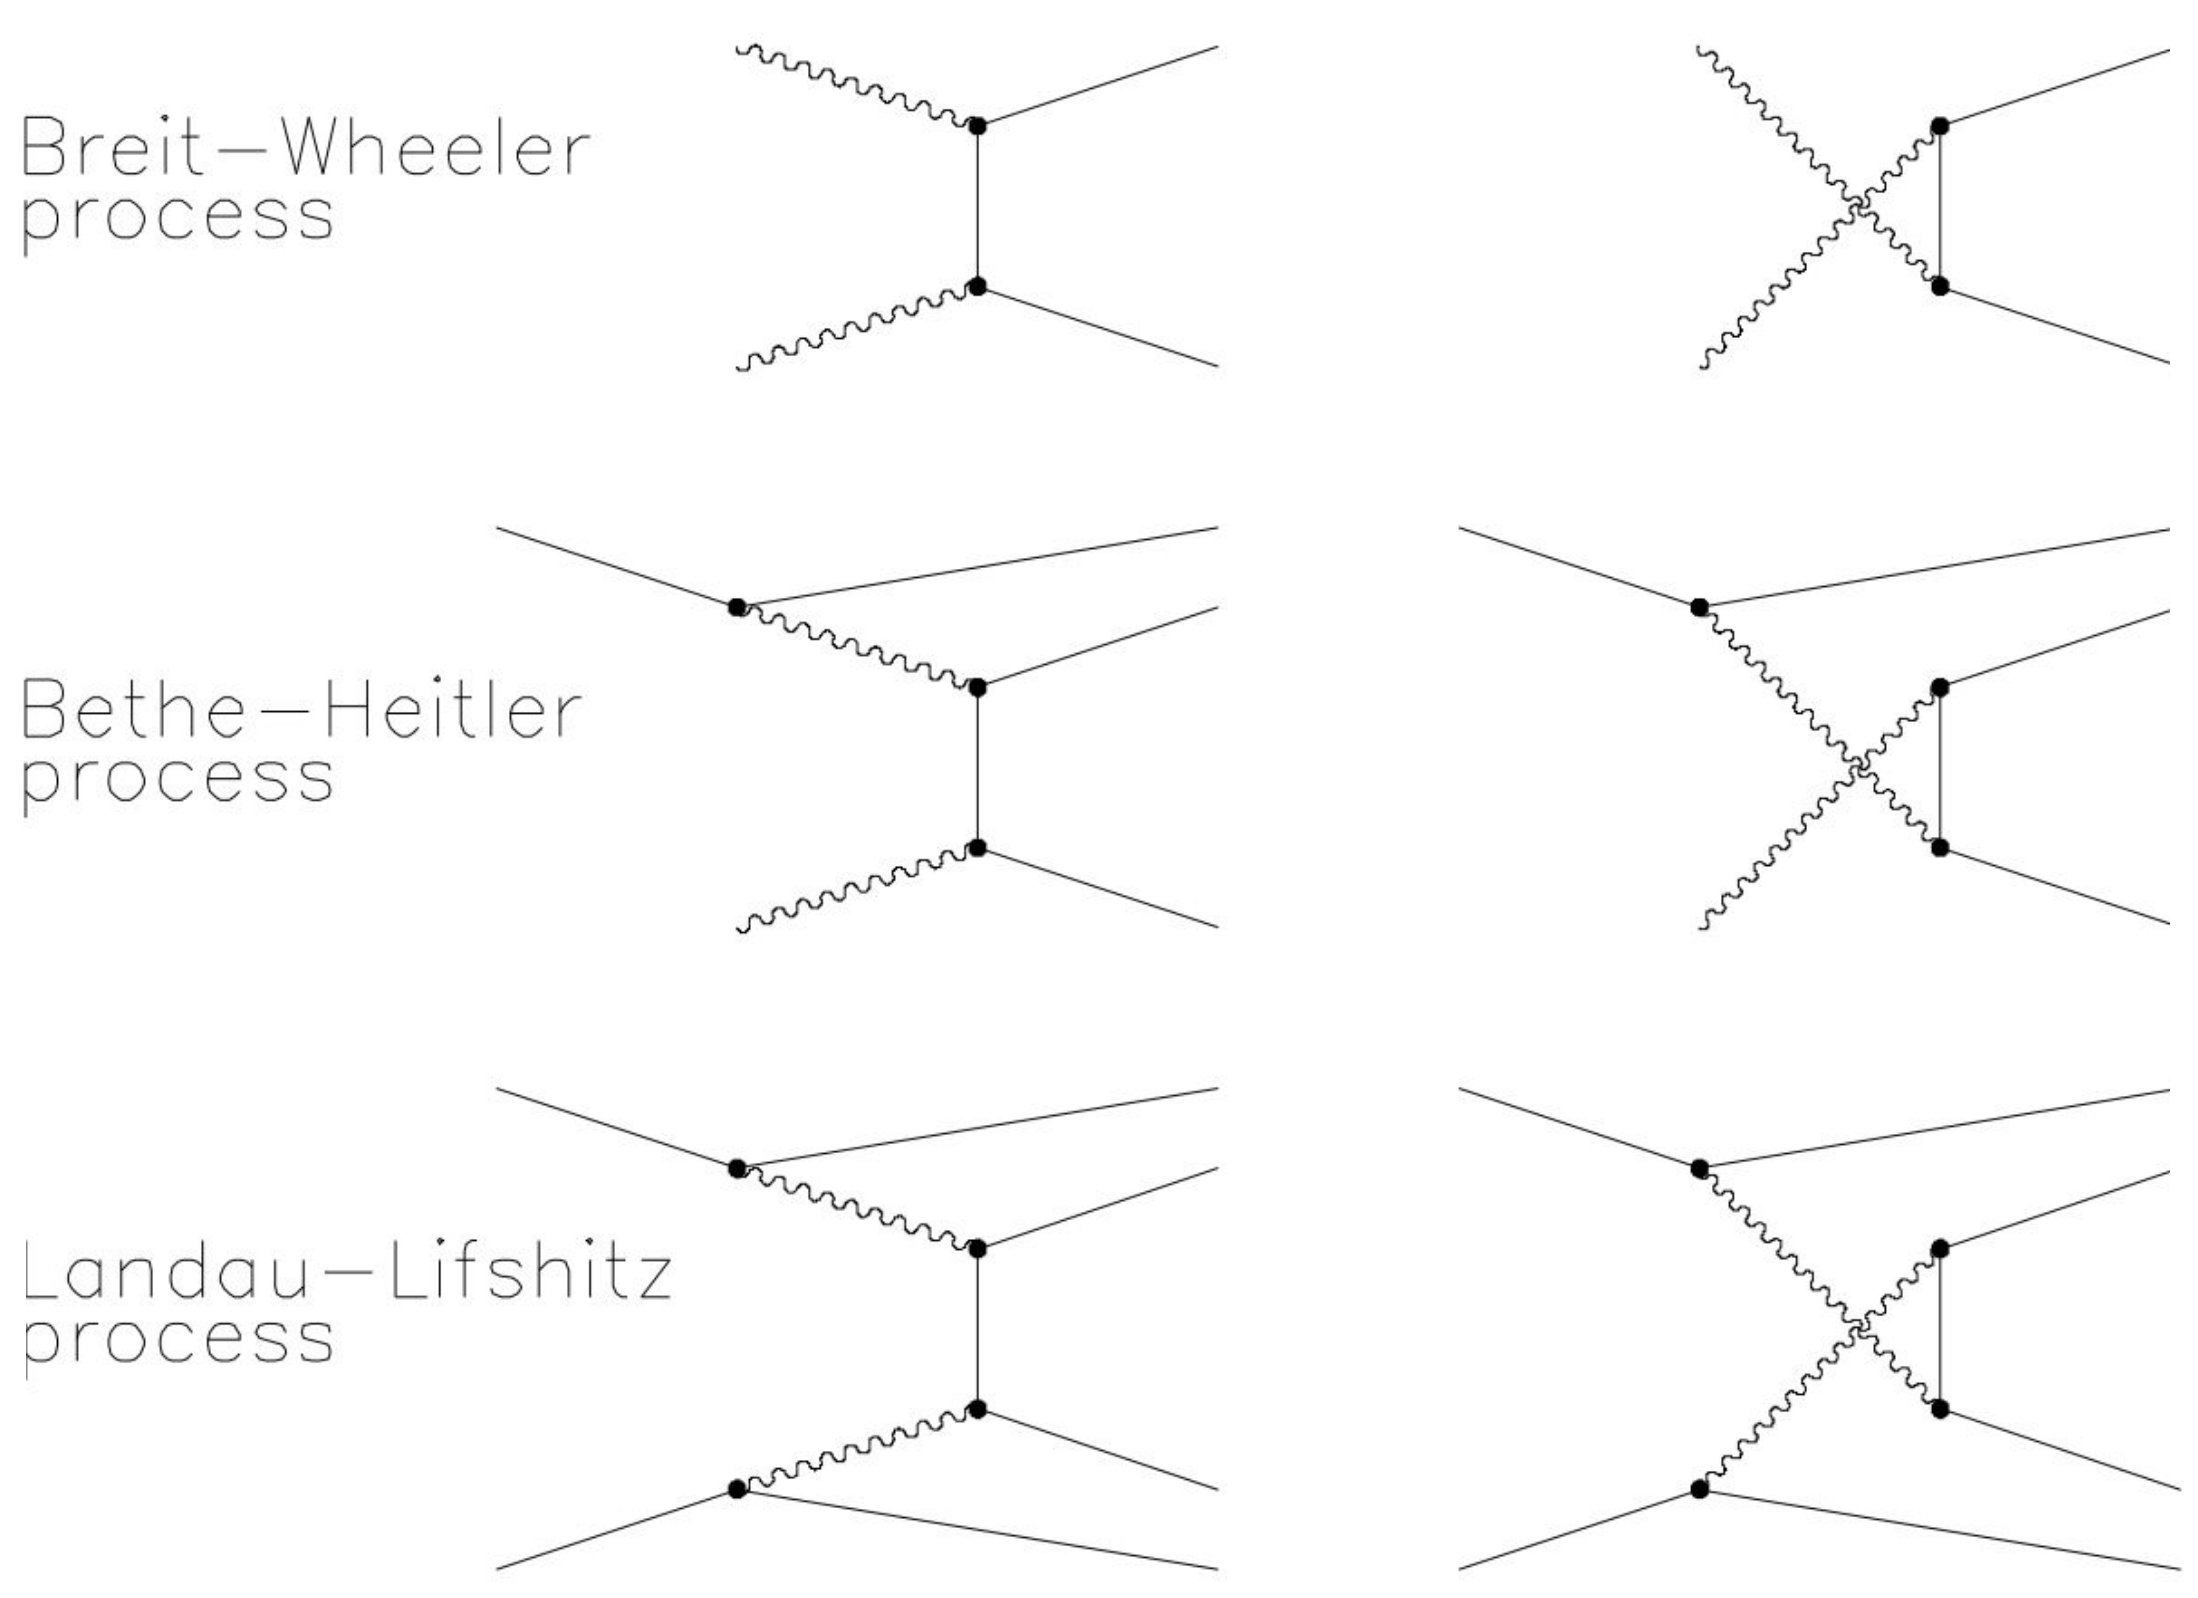 Breit–Wheeler
process
Bethe–Heitler
process
Landau–Lifshitz
process